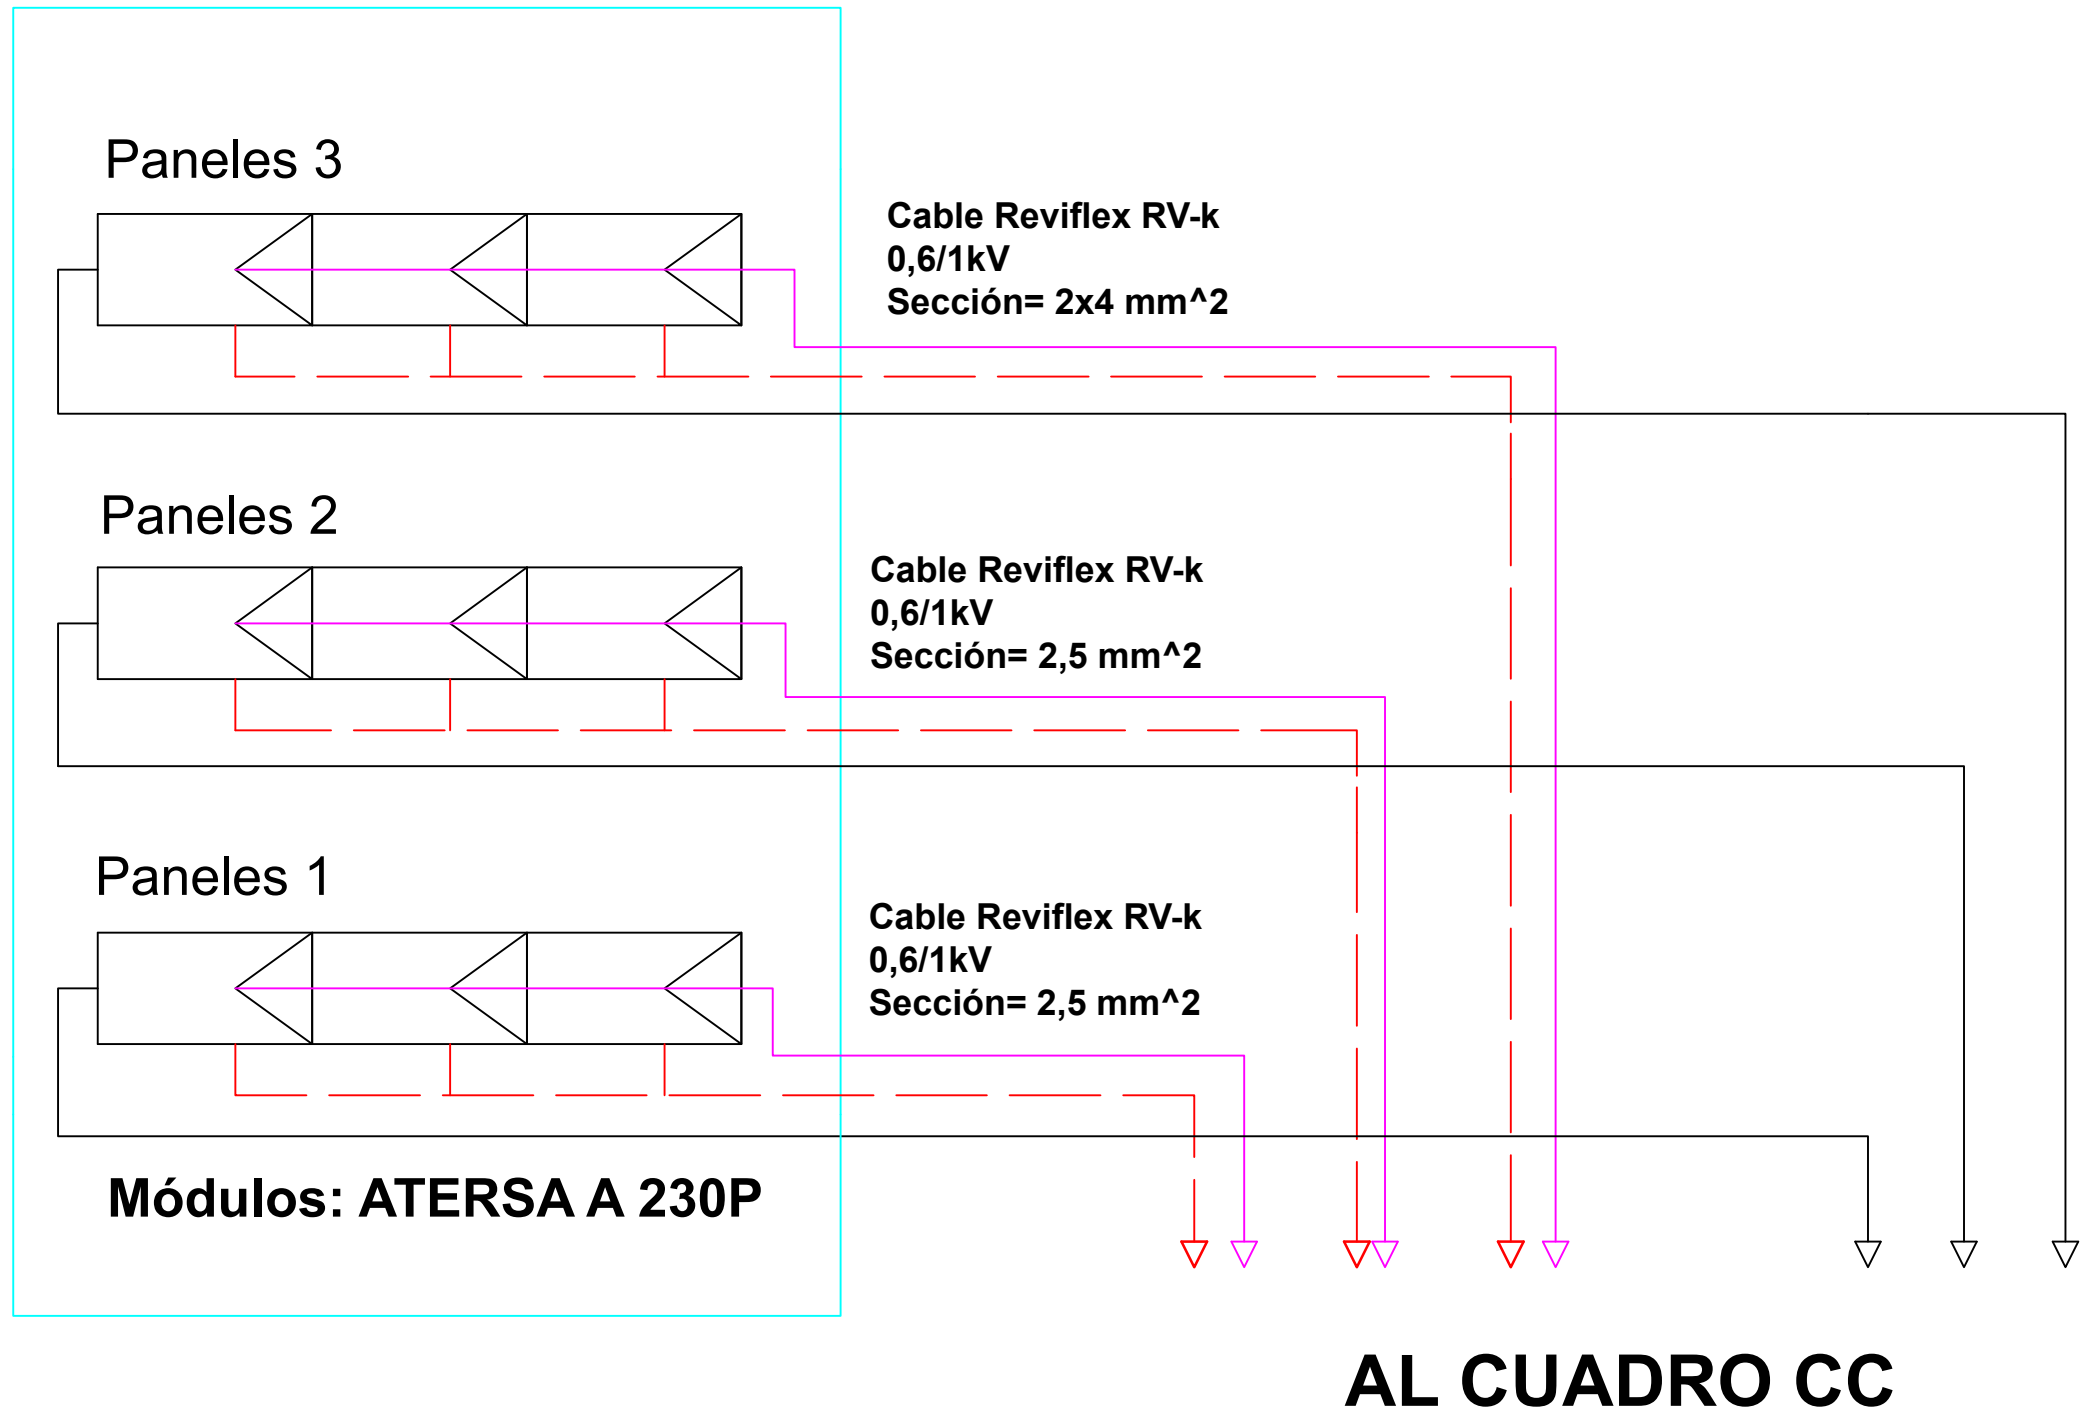 Paneles 3
Cable Reviflex RV-k
0,6/1kV
Sección= 2x4 mm^2
Paneles 2
Cable Reviflex RV-k
0,6/1kV
Sección= 2,5 mm^2
Paneles 1
Cable Reviflex RV-k
0,6/1kV
Sección= 2,5 mm^2
Módulos: ATERSA A 230P
AL CUADRO CC